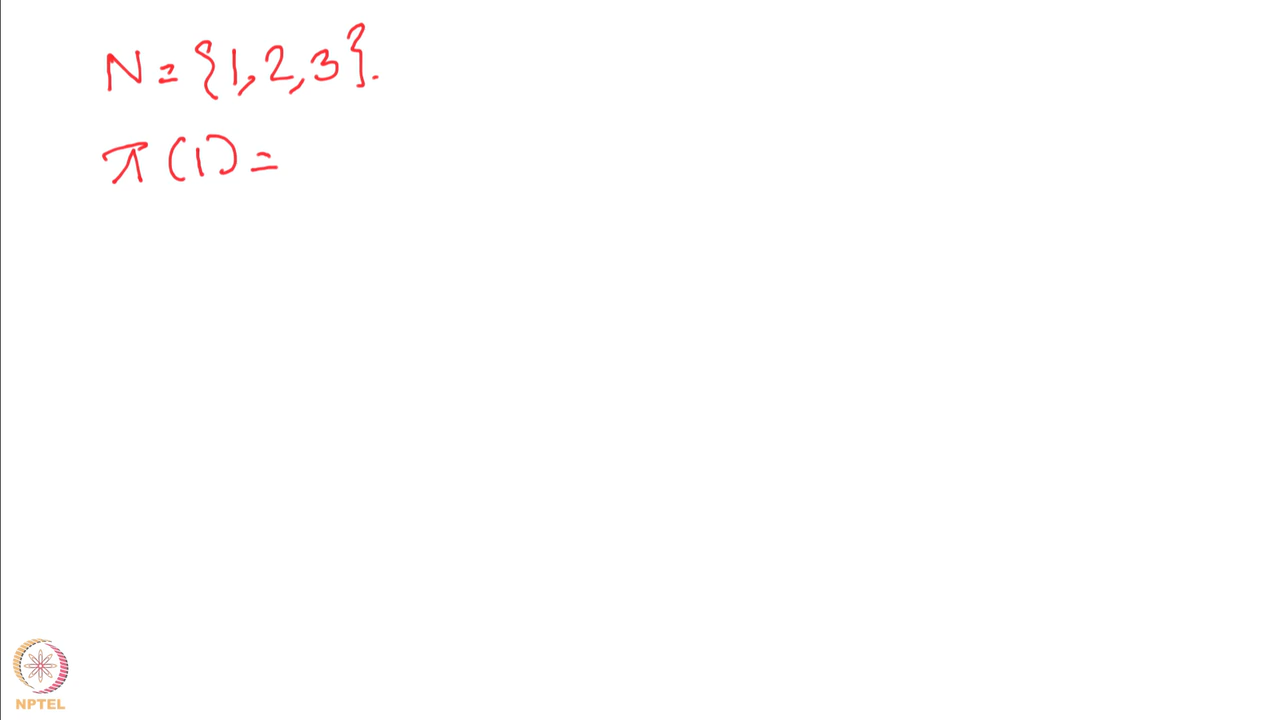 N = {1,2,3}.
π(1) =
NPTEL